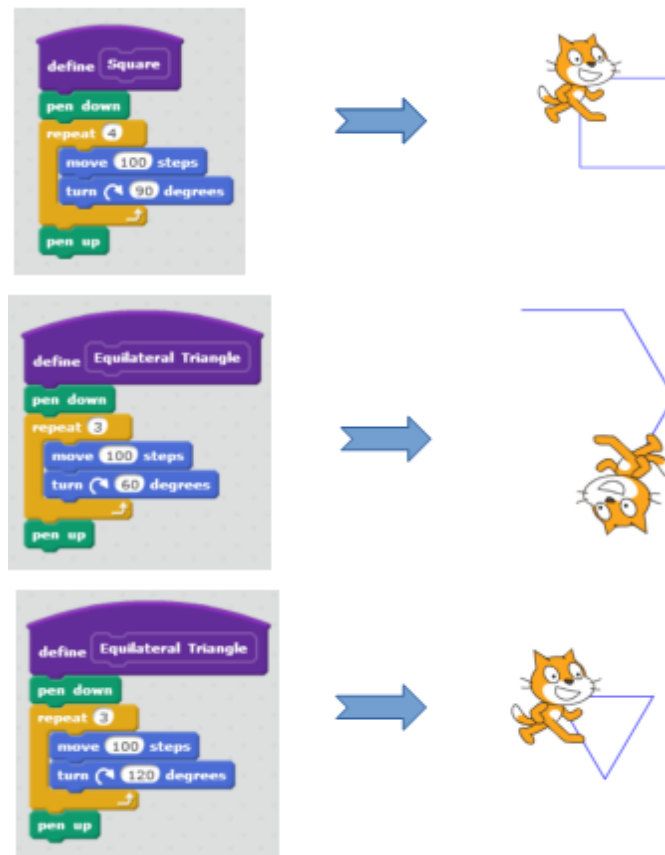 define Square
pen down
repeat 4
move 100 steps
turn 90 degrees
pen up
define Equilateral Triangle
pen down
repeat 3
move 100 steps
turn 60 degrees
pen up
define Equilateral Triangle
pen down
repeat 3
move 100 steps
turn 120 degrees
pen up